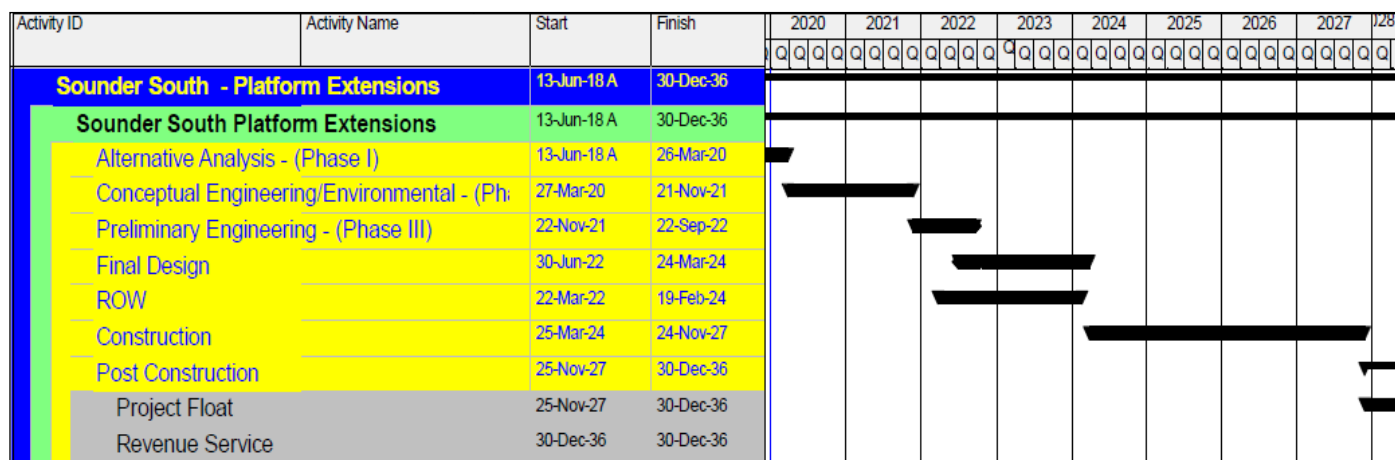 Activity ID Activity Name Start Finish 2020 2021 2022 2023 2024 2025 2026 2027 J28
Q Q Q Q Q Q Q Q Q Q Q Q Q Q Q Q Q Q Q Q Q Q Q Q Q Q Q Q Q Q Q Q Q
Sounder South - Platform Extensions 13-Jun-18 A 30-Dec-36
Sounder South Platform Extensions 13-Jun-18 A 30-Dec-36
Alternative Analysis - (Phase I) 13-Jun-18 A 26-Mar-20
Conceptual Engineering/Environmental - (Pha 27-Mar-20 21-Nov-21
Preliminary Engineering - (Phase III) 22-Nov-21 22-Sep-22
Final Design 30-Jun-22 24-Mar-24
ROW 22-Mar-22 19-Feb-24
Construction 25-Mar-24 24-Nov-27
Post Construction 25-Nov-27 30-Dec-36
Project Float 25-Nov-27 30-Dec-36
Revenue Service 30-Dec-36 30-Dec-36